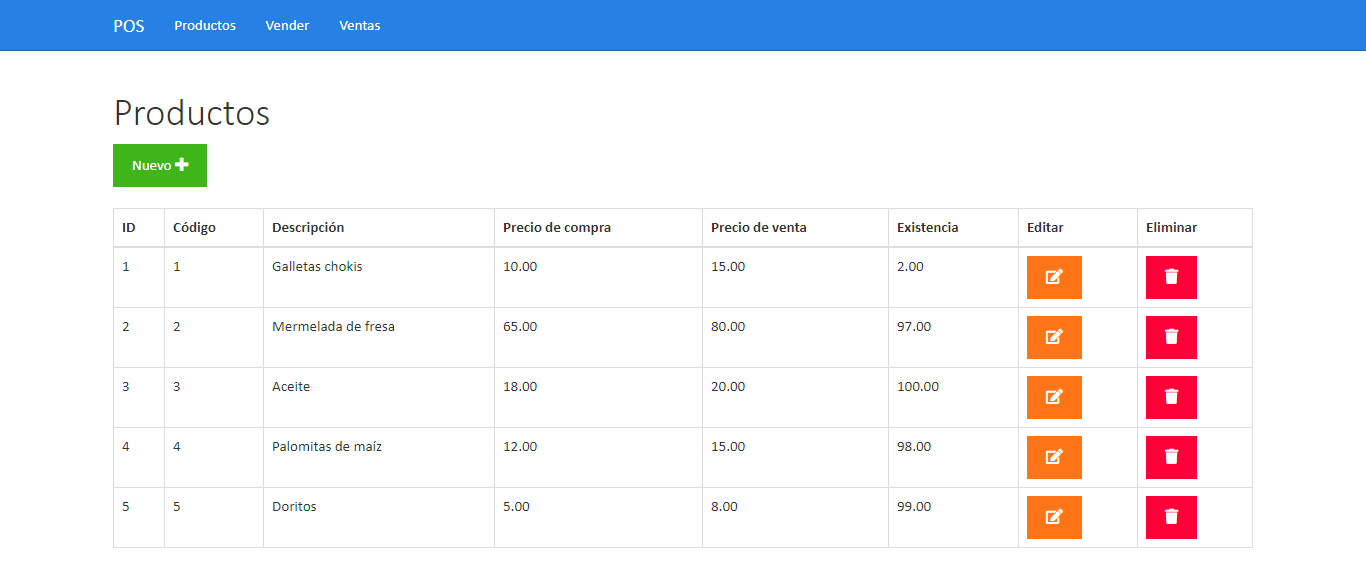 POS Productos Vender Ventas
Productos
Nuevo
ID Código Descripción Precio de compra Precio de venta Existencia Editar Eliminar
1 1 Galletas chokis 10.00 15.00 2.00
2 2 Mermelada de fresa 65.00 80.00 97.00
3 3 Aceite 18.00 20.00 100.00
4 4 Palomitas de maíz 12.00 15.00 98.00
5 5 Doritos 5.00 8.00 99.00